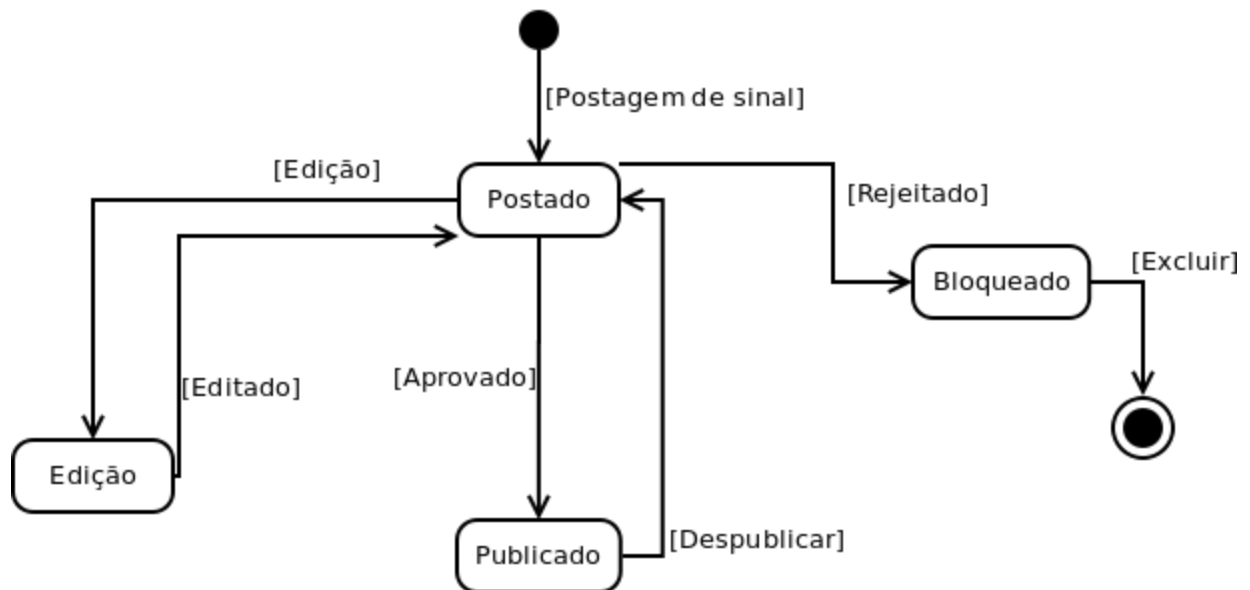 [Postagem de sinal]
[Edição]
Postado
[Rejeitado]
Bloqueado
[Excluir]
[Aprovado]
[Editado]
Edição
Publicado
[Despublicar]